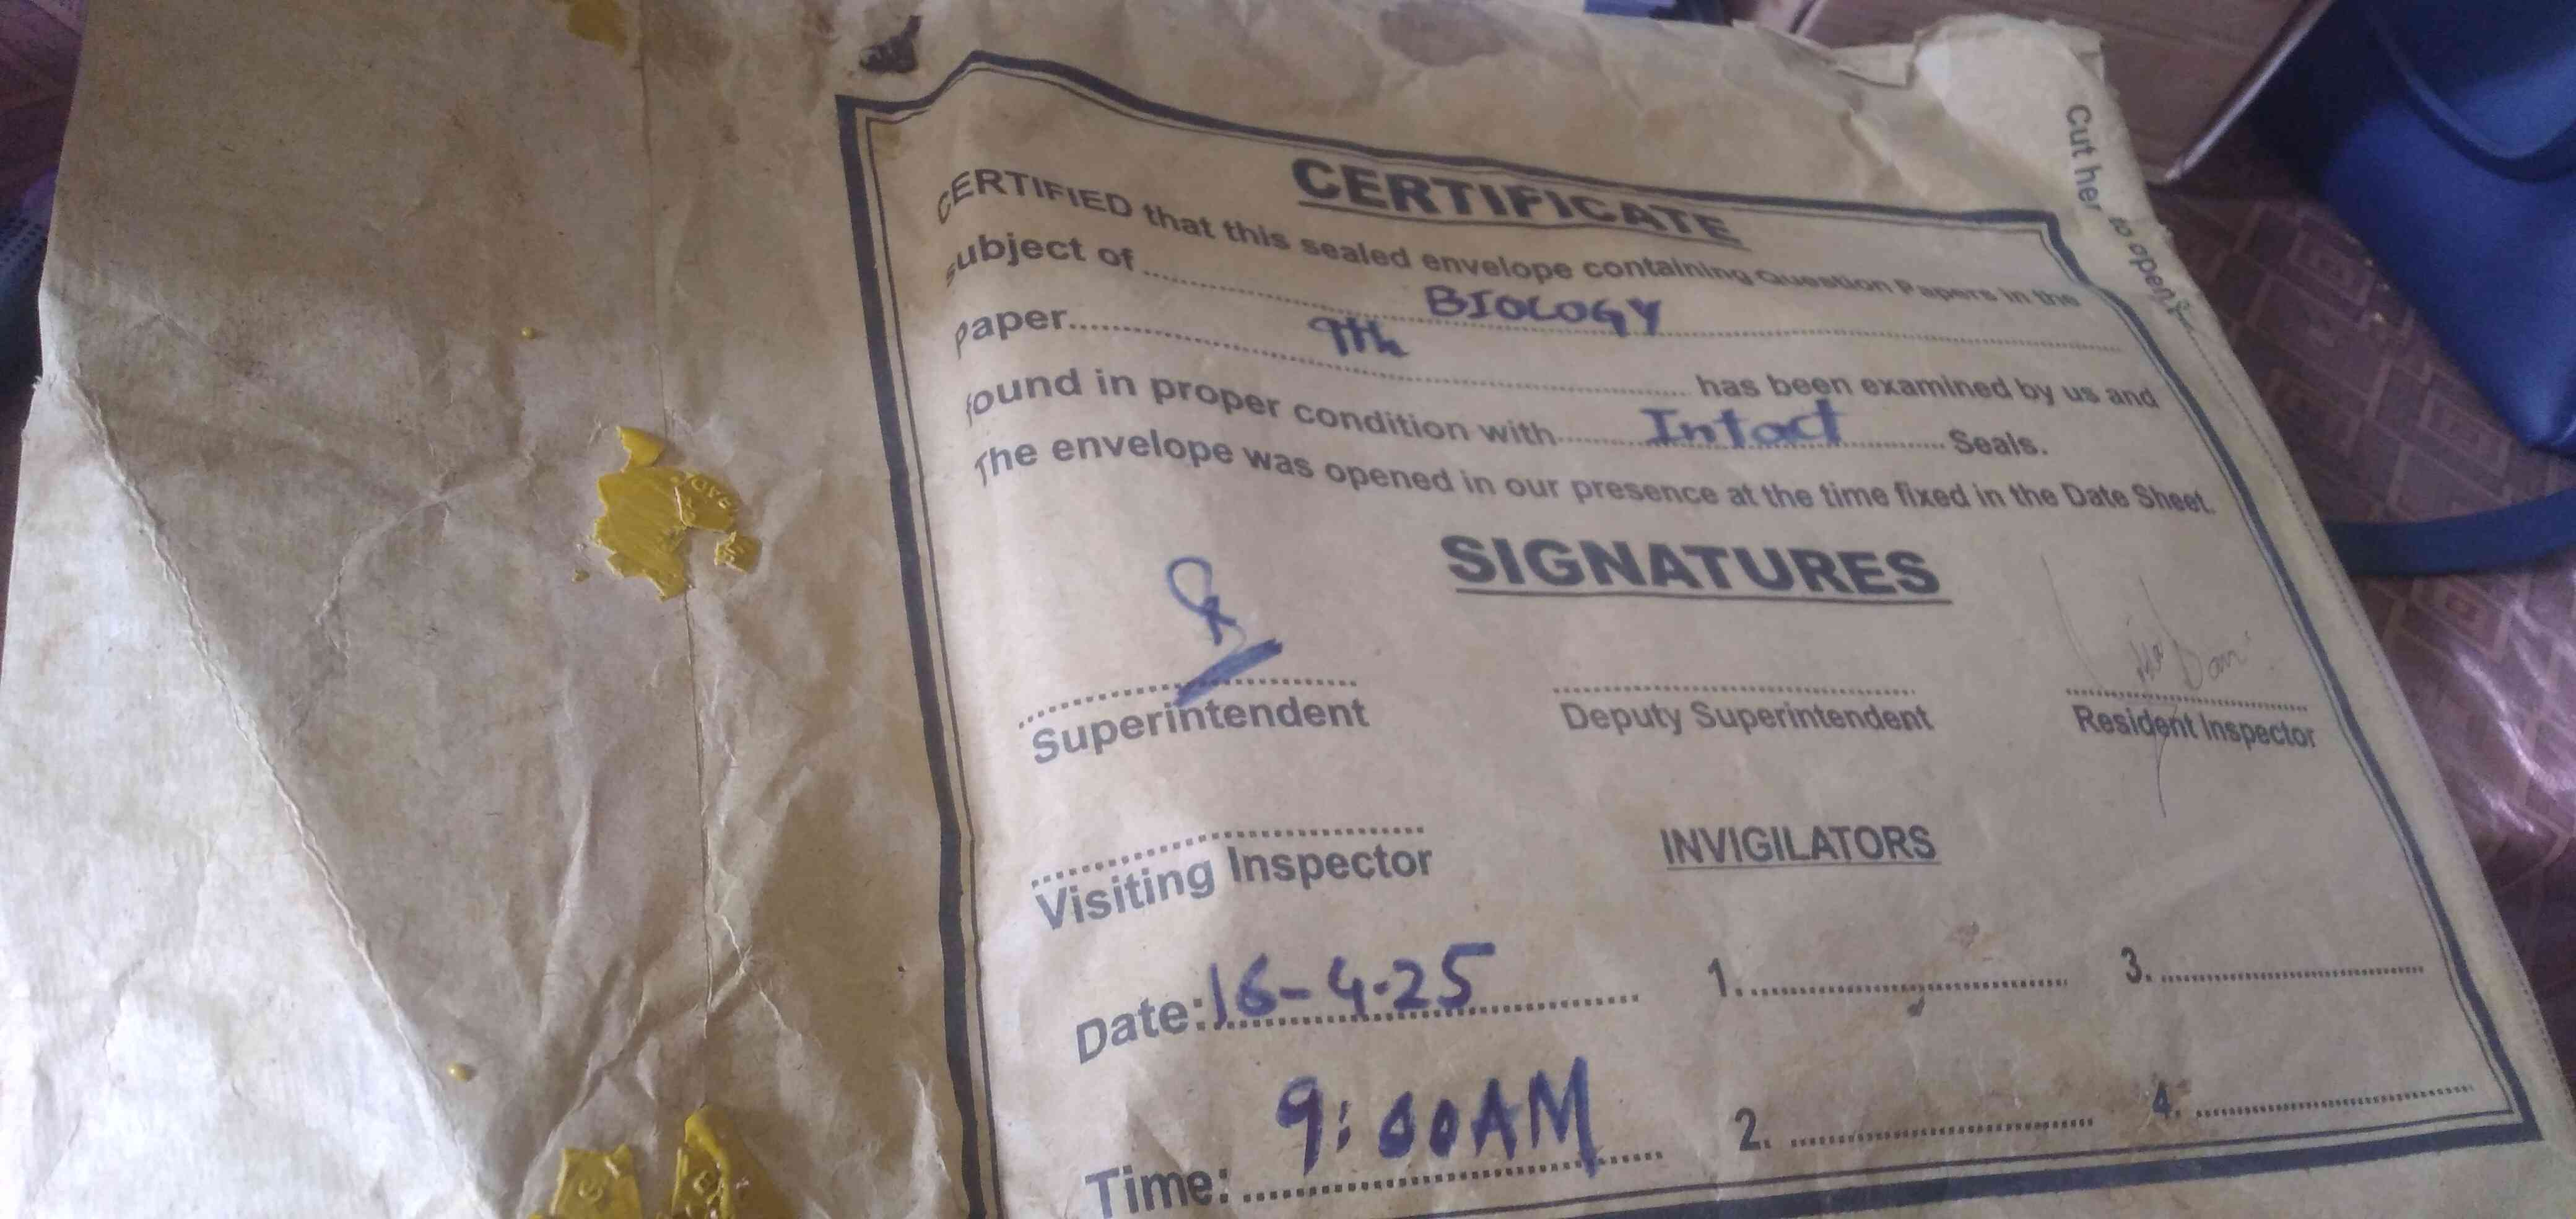 CERTIFICATE
CERTIFIED that this sealed envelope containing Question Papers in the
subject of BIOLOGY
paper 9th has been examined by us and
found in proper condition with Intact Seals.
The envelope was opened in our presence at the time fixed in the Date Sheet.
SIGNATURES
Superintendent Deputy Superintendent Resident Inspector
Visiting Inspector INVIGILATORS
Date: 16-4-25 1. 3.
Time: 9:00AM 2. 4.
Cut her to open